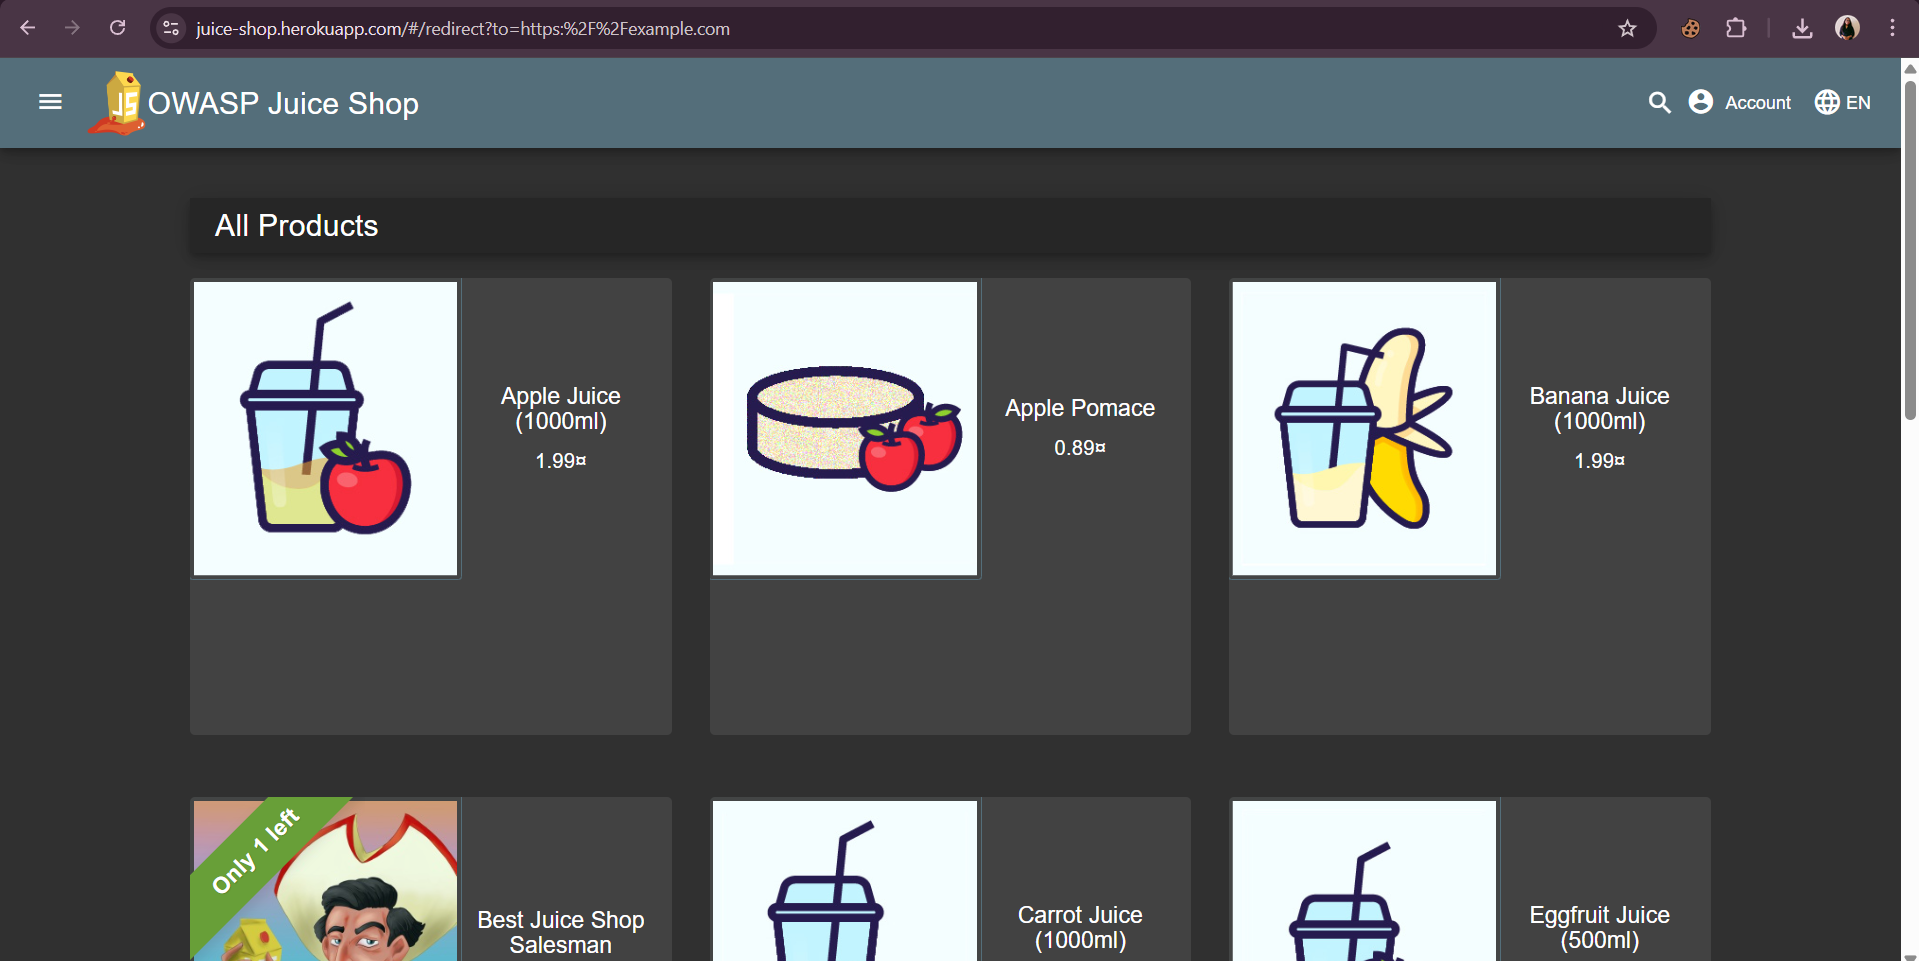 juice-shop.herokuapp.com/#/redirect?to=https:%2F%2Fexample.com
JS
OWASP Juice Shop
Account
EN
All Products
Apple Juice
(1000ml)
1.99¤
Apple Pomace
0.89¤
Banana Juice
(1000ml)
1.99¤
Only 1 left
Best Juice Shop
Salesman
Carrot Juice
(1000ml)
Eggfruit Juice
(500ml)